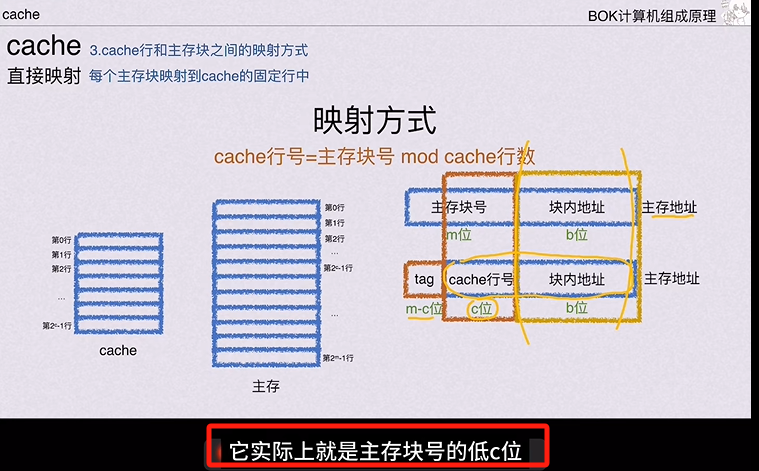 cache
BOK计算机组成原理
cache 3.cache行和主存块之间的映射方式
直接映射 每个主存块映射到cache的固定行中
映射方式
cache行号=主存块号 mod cache行数
第0行
第1行
第2行
...
第2ᶜ-1行
cache
第0行
第1行
第2行
...
第2ᶜ-1行
...
第2ᵐ-1行
主存
主存块号 块内地址 主存地址
m位 b位
tag cache行号 块内地址 主存地址
m-c位 c位 b位
它实际上就是主存块号的低c位